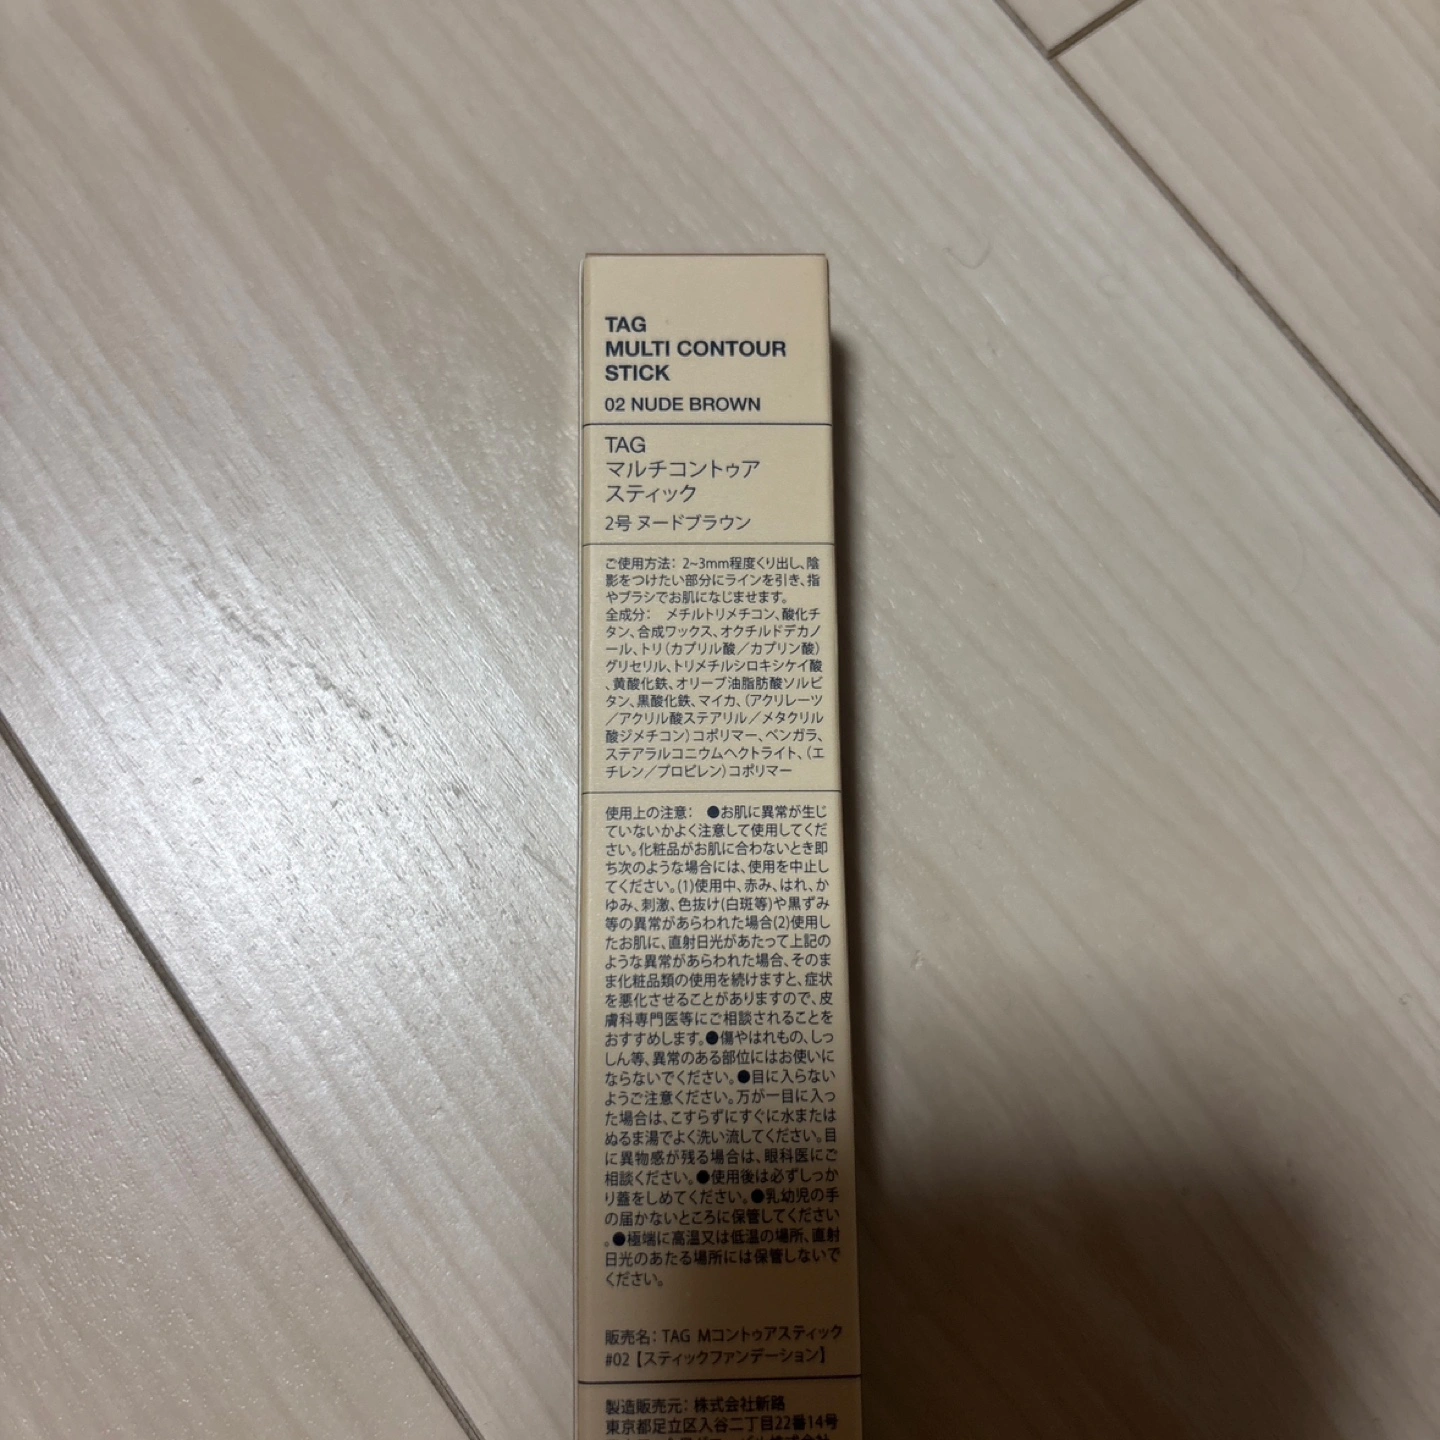 TAG
MULTI CONTOUR
STICK
02 NUDE BROWN
TAG
マルチコントゥア
スティック
2号 ヌードブラウン
ご使用方法： 2~3mm程度くり出し、陰
影をつけたい部分にラインを引き、指
やブラシでお肌になじませます。
全成分： メチルトリメチコン、酸化チ
タン、合成ワックス、オクチルドデカノ
ール、トリ（カプリル酸／カプリン酸）
グリセリル、トリメチルシロキシケイ酸
、黄酸化鉄、オリーブ油脂肪酸ソルビ
タン、黒酸化鉄、マイカ、（アクリレーツ
／アクリル酸ステアリル／メタクリル
酸ジメチコン）コポリマー、ベンガラ、
ステアラルコニウムヘクトライト、（エ
チレン／プロピレン）コポリマー
使用上の注意： ●お肌に異常が生じ
ていないかよく注意して使用してくだ
さい。化粧品がお肌に合わないとき即
ち次のような場合には、使用を中止し
てください。(1)使用中、赤み、はれ、か
ゆみ、刺激、色抜け(白斑等)や黒ずみ
等の異常があらわれた場合(2)使用し
たお肌に、直射日光があたって上記の
ような異常があらわれた場合、そのま
ま化粧品類の使用を続けますと、症状
を悪化させることがありますので、皮
膚科専門医等にご相談されることを
おすすめします。●傷やはれもの、しっ
しん等、異常のある部位にはお使いに
ならないでください。●目に入らない
ようご注意ください。万が一目に入っ
た場合は、こすらずにすぐに水または
ぬるま湯でよく洗い流してください。目
に異物感が残る場合は、眼科医にご
相談ください。●使用後は必ずしっか
り蓋をしめてください。●乳幼児の手
の届かないところに保管してください
。●極端に高温又は低温の場所、直射
日光のあたる場所には保管しないで
ください。
販売名：TAG Mコントゥアスティック
#02【スティックファンデーション】
製造販売元：株式会社新路
東京都足立区入谷二丁目22番14号